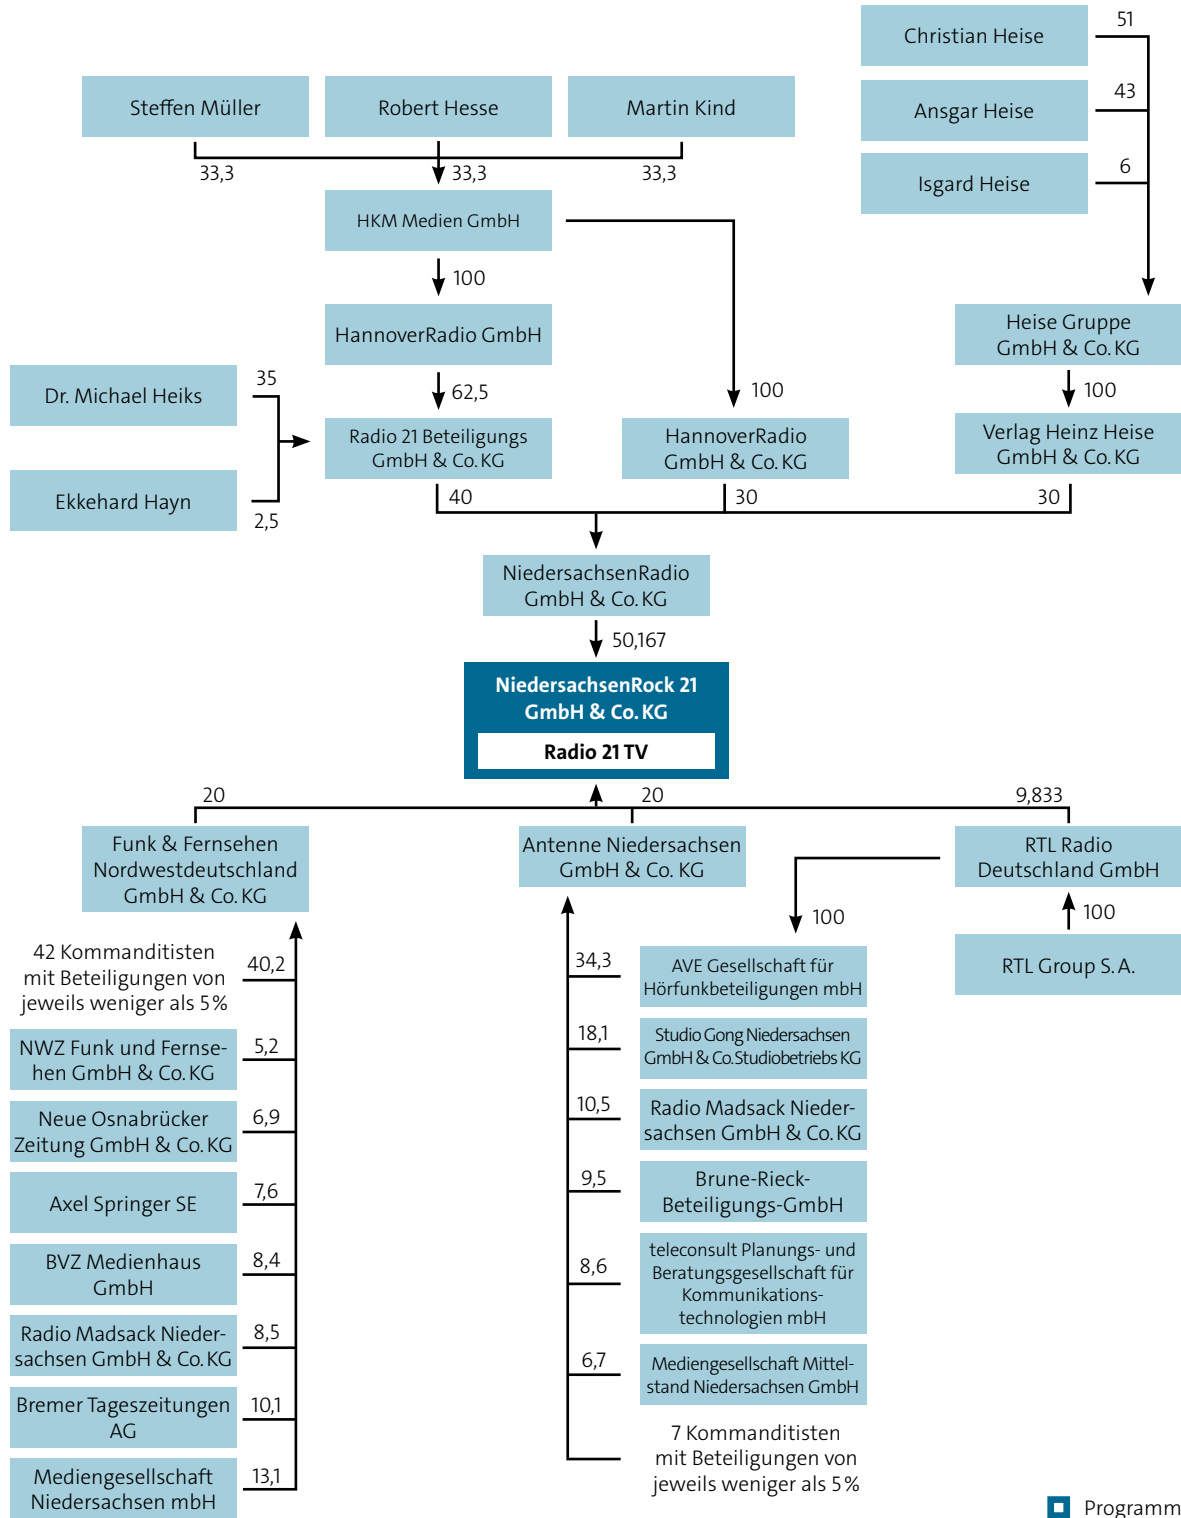 Christian Heise
51
Ansgar Heise
43
Isgard Heise
6
Steffen Müller
Robert Hesse
Martin Kind
33,3
33,3
33,3
HKM Medien GmbH
100
HannoverRadio GmbH
62,5
100
Heise Gruppe
GmbH & Co. KG
100
Dr. Michael Heiks
35
Ekkehard Hayn
2,5
Radio 21 Beteiligungs
GmbH & Co. KG
HannoverRadio
GmbH & Co. KG
Verlag Heinz Heise
GmbH & Co. KG
40
30
30
NiedersachsenRadio
GmbH & Co. KG
50,167
NiedersachsenRock 21
GmbH & Co. KG
Radio 21 TV
20
20
9,833
Funk & Fernsehen
Nordwestdeutschland
GmbH & Co. KG
Antenne Niedersachsen
GmbH & Co. KG
RTL Radio
Deutschland GmbH
100
100
RTL Group S. A.
42 Kommanditisten
mit Beteiligungen von
jeweils weniger als 5 %
40,2
NWZ Funk und Fernse-
hen GmbH & Co. KG
5,2
Neue Osnabrücker
Zeitung GmbH & Co. KG
6,9
Axel Springer SE
7,6
BVZ Medienhaus
GmbH
8,4
Radio Madsack Nieder-
sachsen GmbH & Co. KG
8,5
Bremer Tageszeitungen
AG
10,1
Mediengesellschaft
Niedersachsen mbH
13,1
34,3
AVE Gesellschaft für
Hörfunkbeteiligungen mbH
18,1
Studio Gong Niedersachsen
GmbH & Co. Studiobetriebs KG
10,5
Radio Madsack Nieder-
sachsen GmbH & Co. KG
9,5
Brune-Rieck-
Beteiligungs-GmbH
8,6
teleconsult Planungs- und
Beratungsgesellschaft für
Kommunikations-
technologien mbH
6,7
Mediengesellschaft Mittel-
stand Niedersachsen GmbH
7 Kommanditisten
mit Beteiligungen von
jeweils weniger als 5 %
Programm